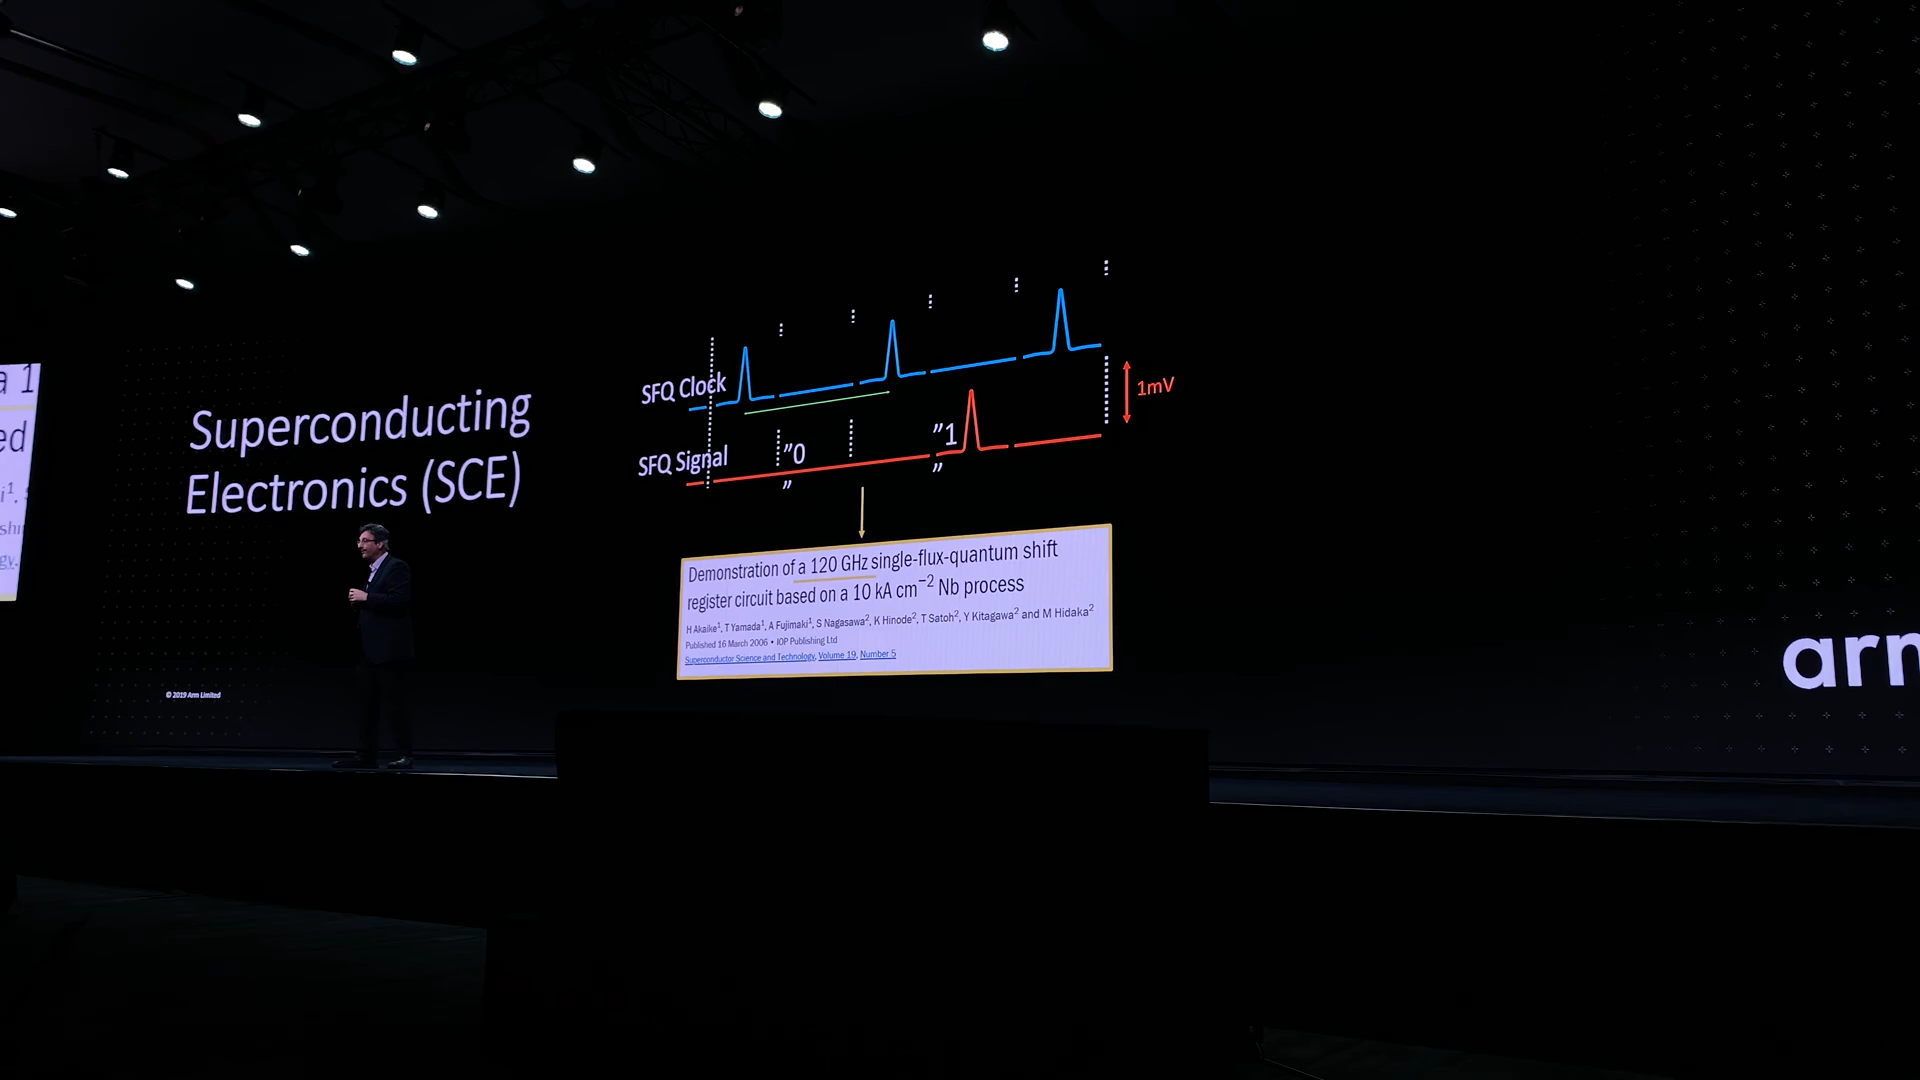 a 1
ed
Superconducting
Electronics (SCE)
© 2019 Arm Limited
SFQ Clock
SFQ Signal
”0
”
”1
”
1mV
Demonstration of a 120 GHz single-flux-quantum shift
register circuit based on a 10 kA cm⁻² Nb process
H Akaike¹, T Yamada¹, A Fujimaki¹, S Nagasawa², K Hinode², T Satoh², Y Kitagawa² and M Hidaka²
Published 16 March 2006 • IOP Publishing Ltd
Superconductor Science and Technology, Volume 19, Number 5
arm